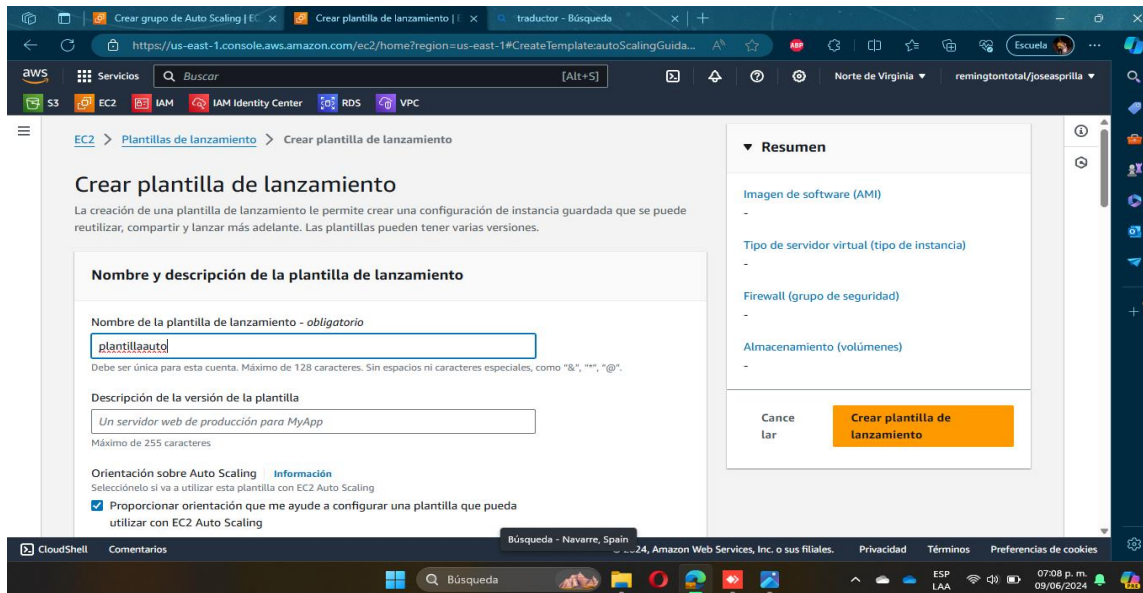 Crear grupo de Auto Scaling | EC
Crear plantilla de lanzamiento | E
traductor - Búsqueda
https://us-east-1.console.aws.amazon.com/ec2/home?region=us-east-1#CreateTemplate:autoScalingGuida...
ABP
Escuela
aws
Servicios
Buscar
[Alt+S]
Norte de Virginia
remingtontotal/joseasprilla
S3
EC2
IAM
IAM Identity Center
RDS
VPC
EC2 > Plantillas de lanzamiento > Crear plantilla de lanzamiento
Crear plantilla de lanzamiento
La creación de una plantilla de lanzamiento le permite crear una configuración de instancia guardada que se puede
reutilizar, compartir y lanzar más adelante. Las plantillas pueden tener varias versiones.
Nombre y descripción de la plantilla de lanzamiento
Nombre de la plantilla de lanzamiento - obligatorio
plantillaauto
Debe ser única para esta cuenta. Máximo de 128 caracteres. Sin espacios ni caracteres especiales, como "&", "*", "@".
Descripción de la versión de la plantilla
Un servidor web de producción para MyApp
Máximo de 255 caracteres
Orientación sobre Auto Scaling
Información
Selecciónelo si va a utilizar esta plantilla con EC2 Auto Scaling
Proporcionar orientación que me ayude a configurar una plantilla que pueda
utilizar con EC2 Auto Scaling
Resumen
Imagen de software (AMI)
-
Tipo de servidor virtual (tipo de instancia)
-
Firewall (grupo de seguridad)
-
Almacenamiento (volúmenes)
-
Cance
lar
Crear plantilla de
lanzamiento
Búsqueda - Navarre, Spain
CloudShell
Comentarios
24, Amazon Web Services, Inc. o sus filiales.
Privacidad
Términos
Preferencias de cookies
Búsqueda
ESP
LAA
07:08 p. m.
09/06/2024